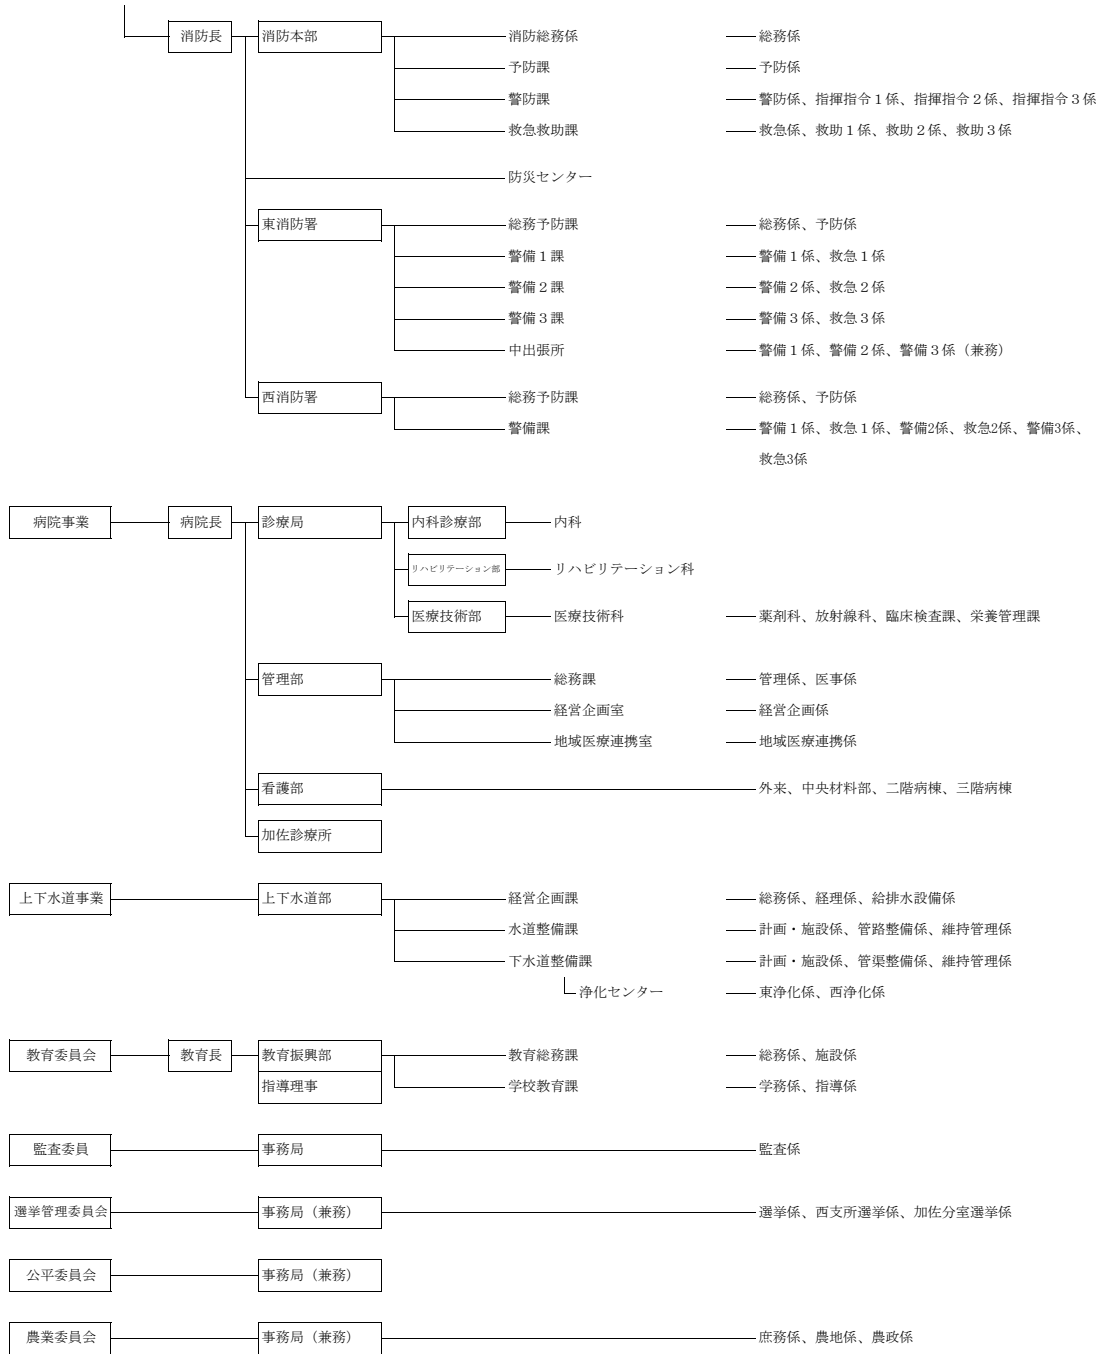 消防長 消防本部 消防総務係 総務係
予防課 予防係
警防課 警防係、指揮指令１係、指揮指令２係、指揮指令３係
救急救助課 救急係、救助１係、救助２係、救助３係
防災センター
東消防署 総務予防課 総務係、予防係
警備１課 警備１係、救急１係
警備２課 警備２係、救急２係
警備３課 警備３係、救急３係
中出張所 警備１係、警備２係、警備３係（兼務）
西消防署 総務予防課 総務係、予防係
警備課 警備１係、救急１係、警備2係、救急2係、警備3係、
救急3係
病院事業 病院長 診療局 内科診療部 内科
リハビリテーション部 リハビリテーション科
医療技術部 医療技術科 薬剤科、放射線科、臨床検査課、栄養管理課
管理部 総務課 管理係、医事係
経営企画室 経営企画係
地域医療連携室 地域医療連携係
看護部 外来、中央材料部、二階病棟、三階病棟
加佐診療所
上下水道事業 上下水道部 経営企画課 総務係、経理係、給排水設備係
水道整備課 計画・施設係、管路整備係、維持管理係
下水道整備課 計画・施設係、管渠整備係、維持管理係
浄化センター 東浄化係、西浄化係
教育委員会 教育長 教育振興部 教育総務課 総務係、施設係
指導理事 学校教育課 学務係、指導係
監査委員 事務局 監査係
選挙管理委員会 事務局（兼務） 選挙係、西支所選挙係、加佐分室選挙係
公平委員会 事務局（兼務）
農業委員会 事務局（兼務） 庶務係、農地係、農政係